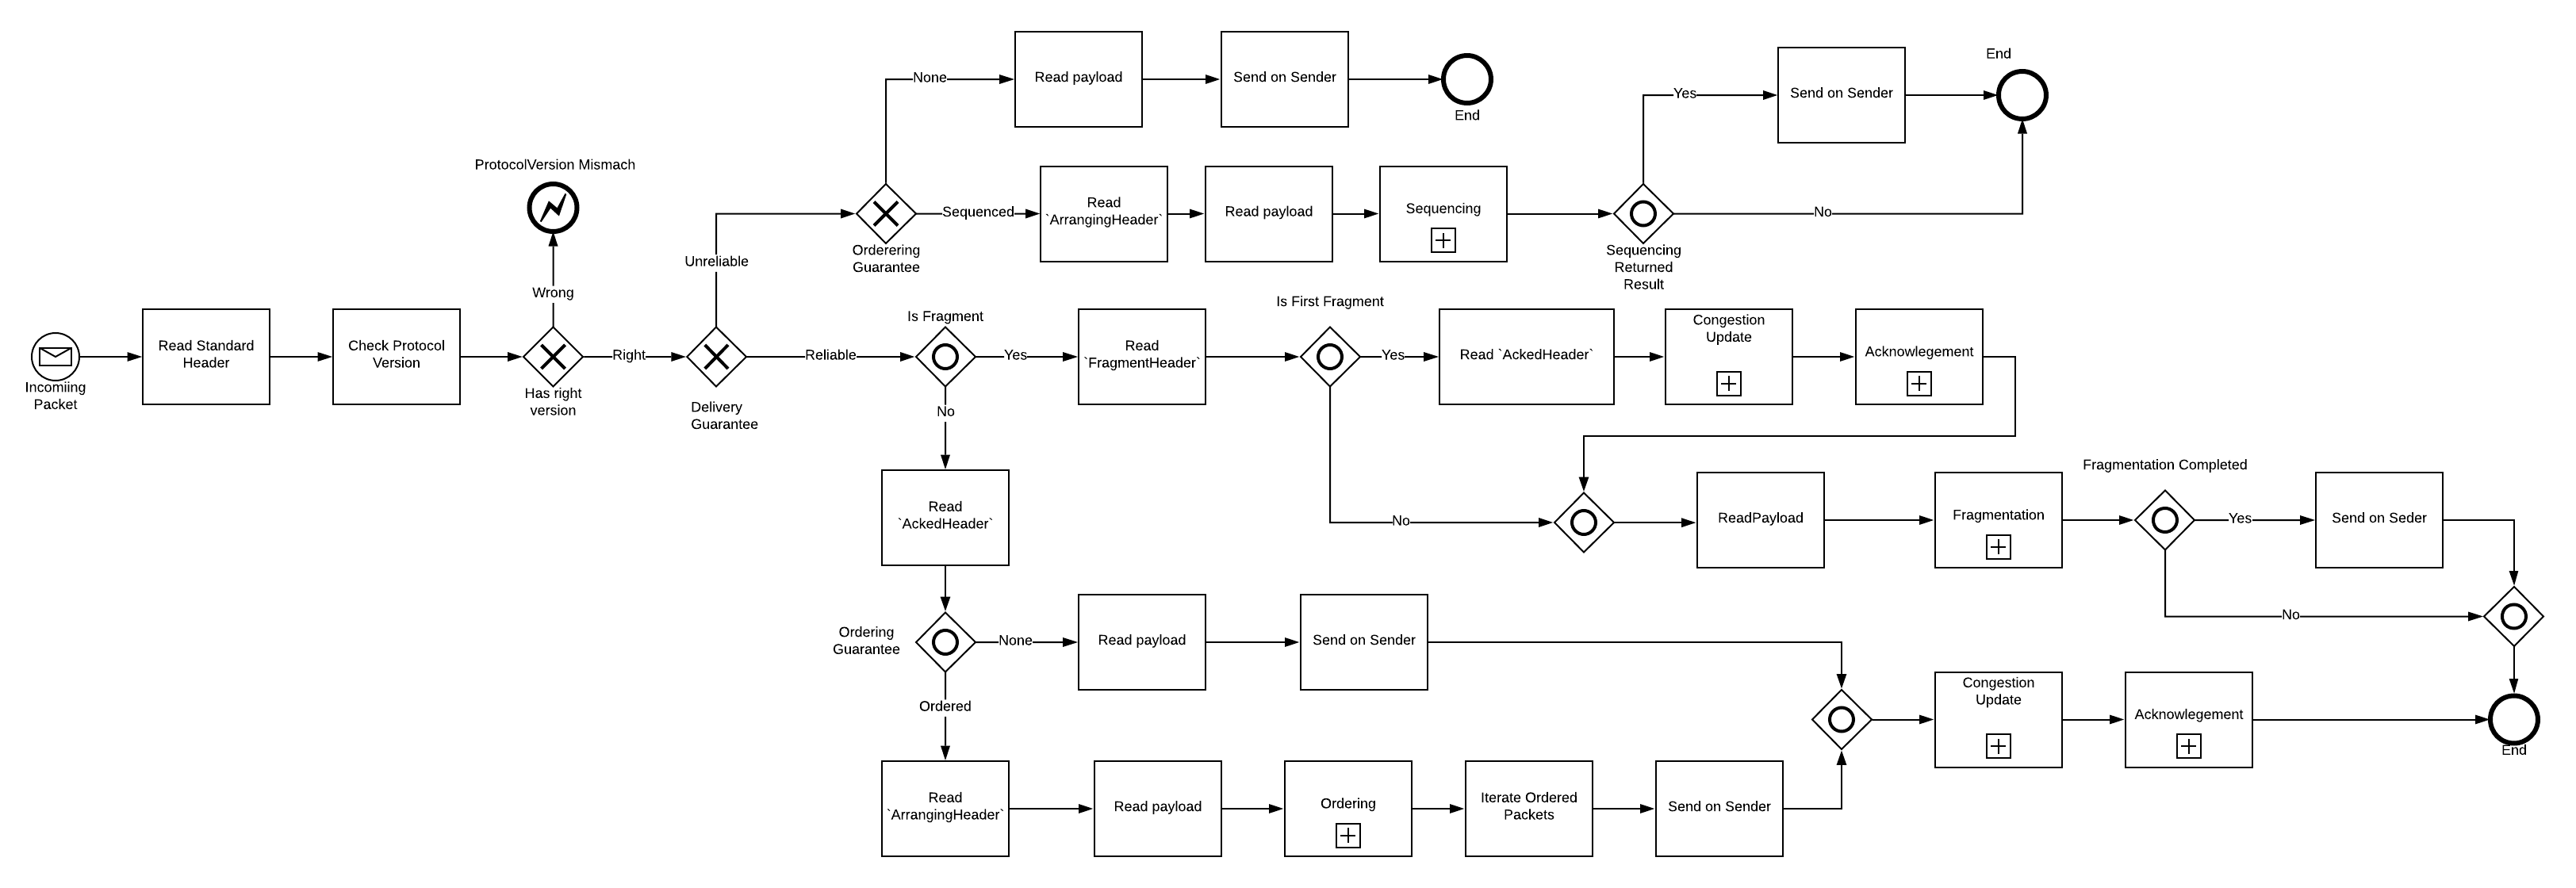 None
Read payload
Send on Sender
End
Yes
Send on Sender
End
ProtocolVersion Mismach
Wrong
Unreliable
Orderering
Guarantee
Sequenced
Read
`ArrangingHeader`
Read payload
Sequencing
Sequencing
Returned
Result
No
Incomiing
Packet
Read Standard
Header
Check Protocol
Version
Has right
version
Right
Delivery
Guarantee
Reliable
Is Fragment
Yes
No
Read
`FragmentHeader`
Is First Fragment
Yes
Read `AckedHeader`
Congestion
Update
Acknowlegement
No
ReadPayload
Fragmentation
Fragmentation Completed
Yes
Send on Seder
No
Read
`AckedHeader`
Ordering
Guarantee
None
Read payload
Send on Sender
Ordered
Congestion
Update
Acknowlegement
End
Read
`ArrangingHeader`
Read payload
Ordering
Iterate Ordered
Packets
Send on Sender